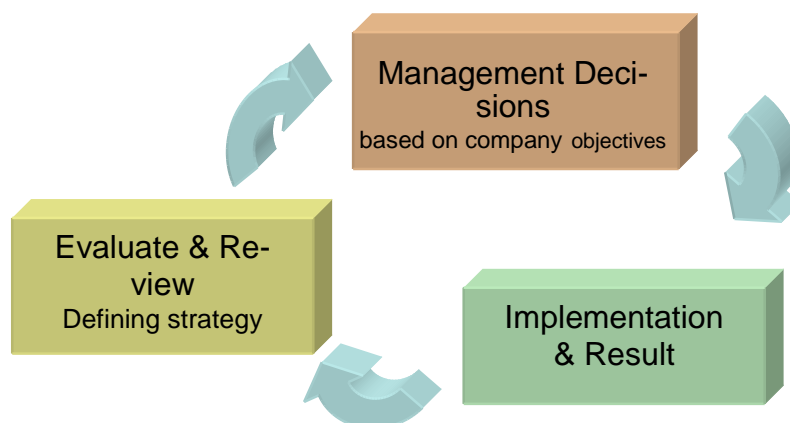 Management Deci-
sions
based on company objectives
Evaluate & Re-
view
Defining strategy
Implementation
& Result